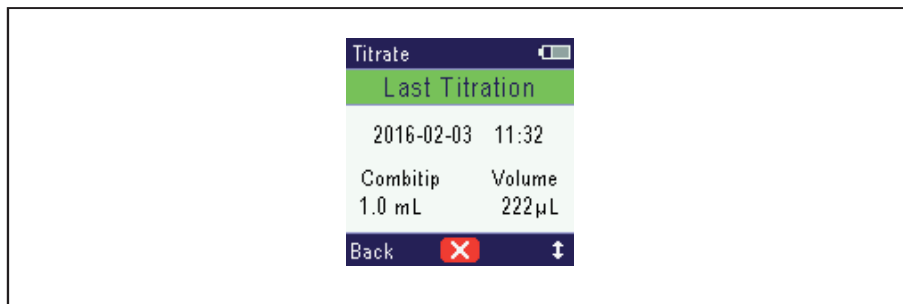 Titrate
Last Titration
2016-02-03 11:32
Combitip Volume
1.0 mL 222µL
Back